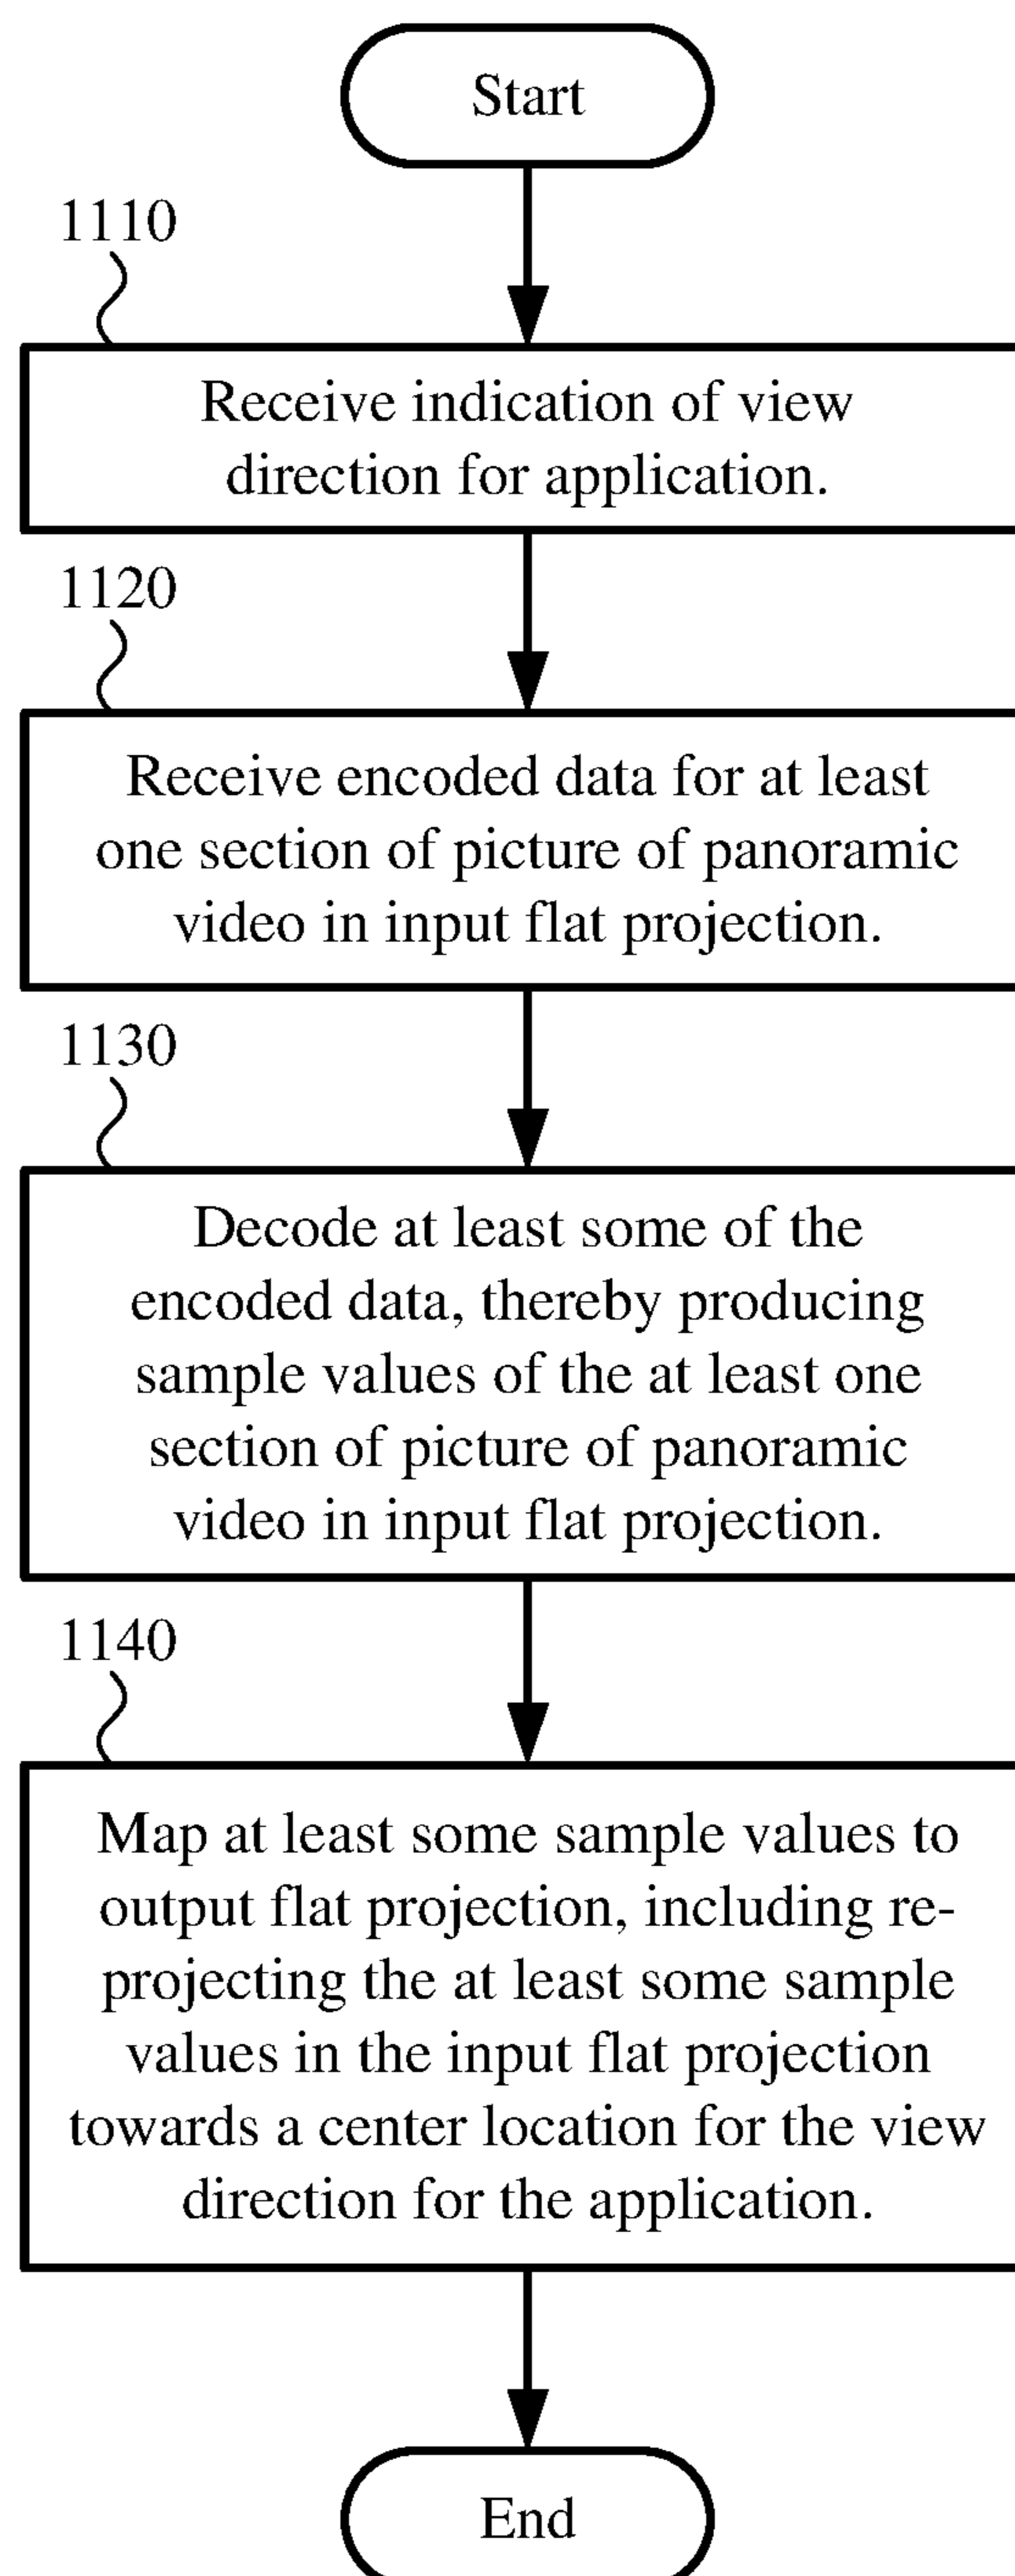 Start
1110
Receive indication of view
direction for application.
1120
Receive encoded data for at least
one section of picture of panoramic
video in input flat projection.
1130
Decode at least some of the
encoded data, thereby producing
sample values of the at least one
section of picture of panoramic
video in input flat projection.
1140
Map at least some sample values to
output flat projection, including re-
projecting the at least some sample
values in the input flat projection
towards a center location for the view
direction for the application.
End